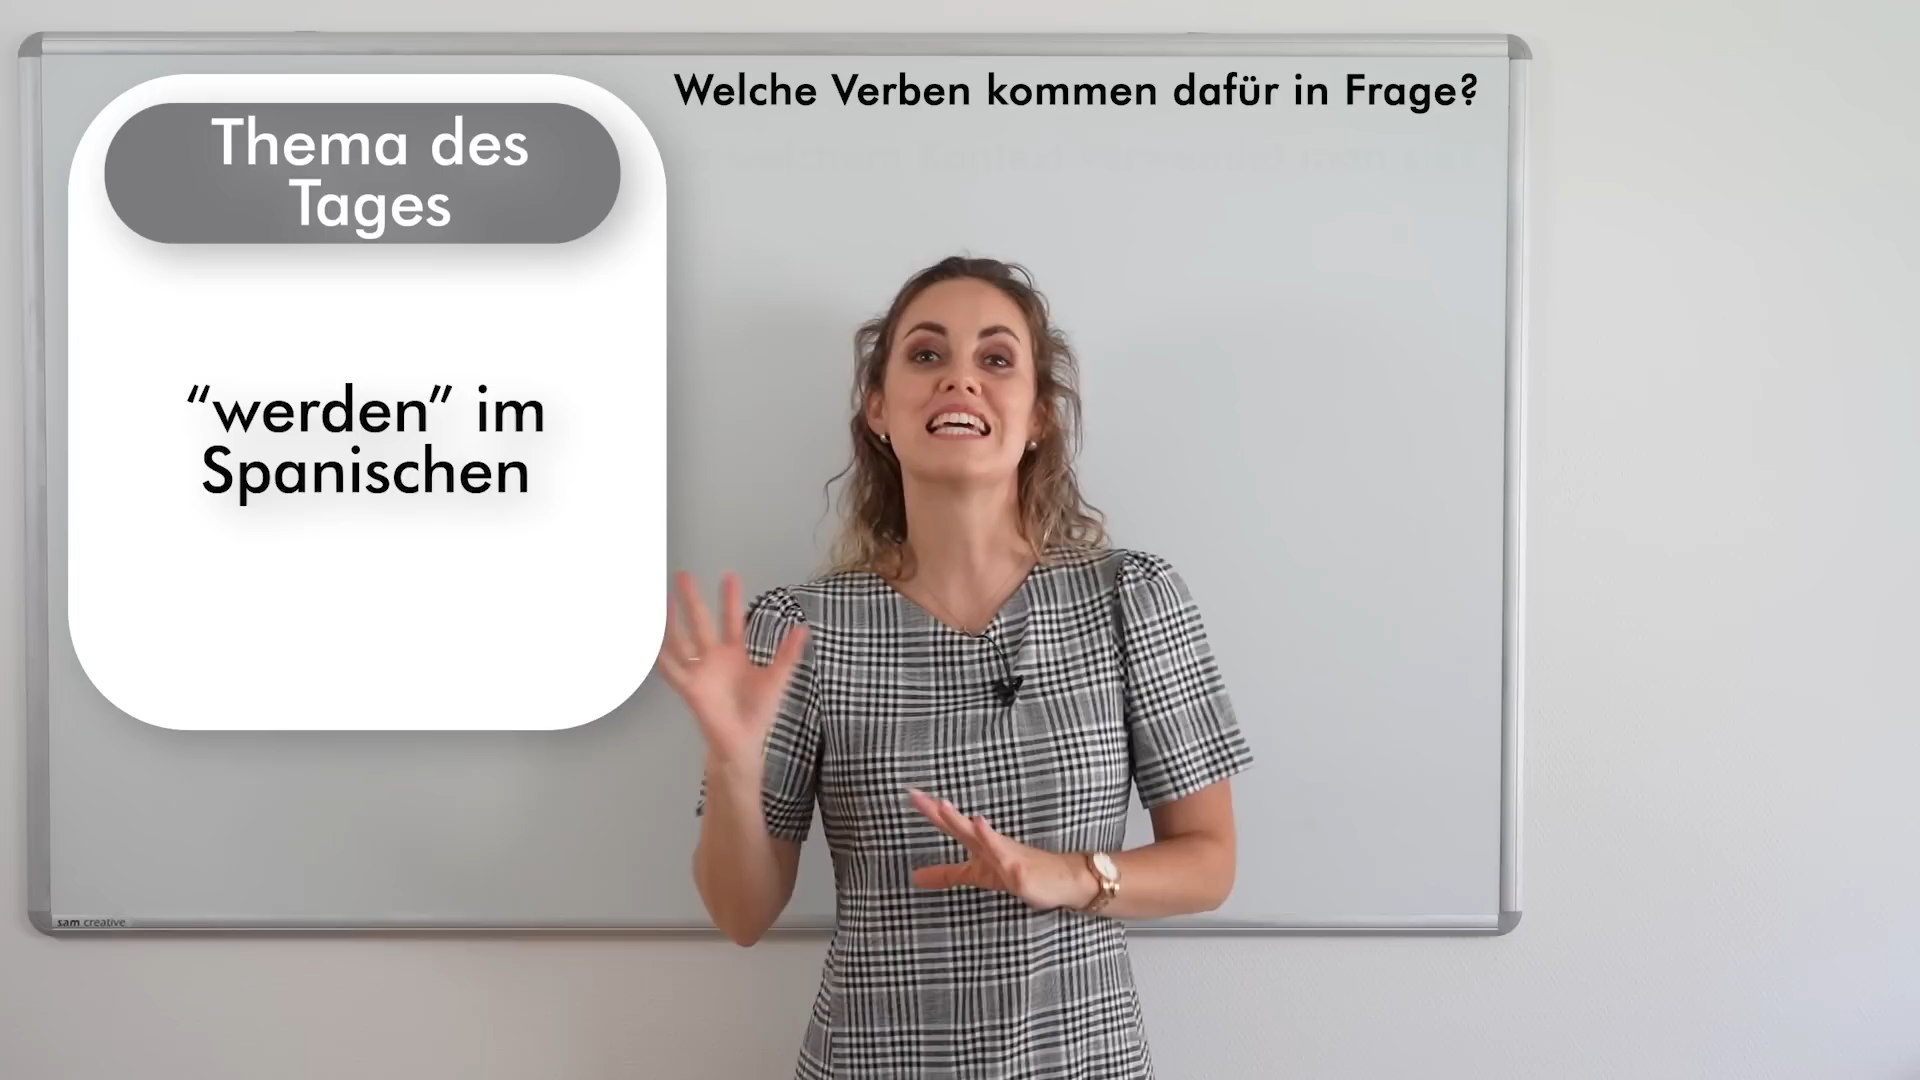 Thema des
Tages
“werden” im
Spanischen
Welche Verben kommen dafür in Frage?
sam creative